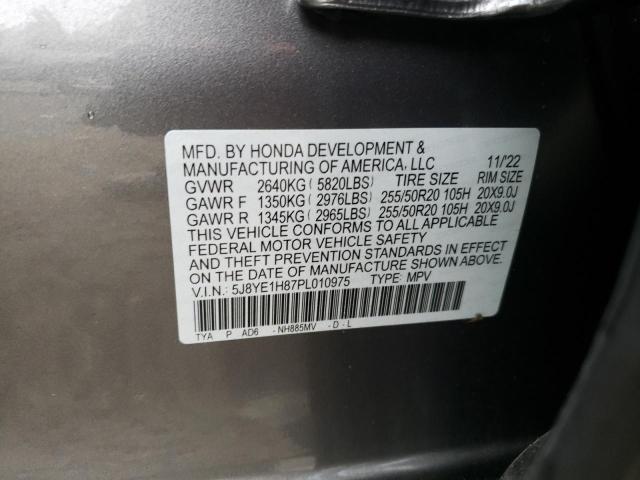 MFD. BY HONDA DEVELOPMENT &
MANUFACTURING OF AMERICA, LLC 11/'22
GVWR 2640KG (5820LBS) TIRE SIZE RIM SIZE
GAWR F 1350KG (2976LBS) 255/50R20 105H 20X9.0J
GAWR R 1345KG (2965LBS) 255/50R20 105H 20X9.0J
THIS VEHICLE CONFORMS TO ALL APPLICABLE
FEDERAL MOTOR VEHICLE SAFETY
AND THEFT PREVENTION STANDARDS IN EFFECT
ON THE DATE OF MANUFACTURE SHOWN ABOVE.
V.I.N.: 5J8YE1H87PL010975 TYPE: MPV
TYA P AD6 -NH885MV -D-L